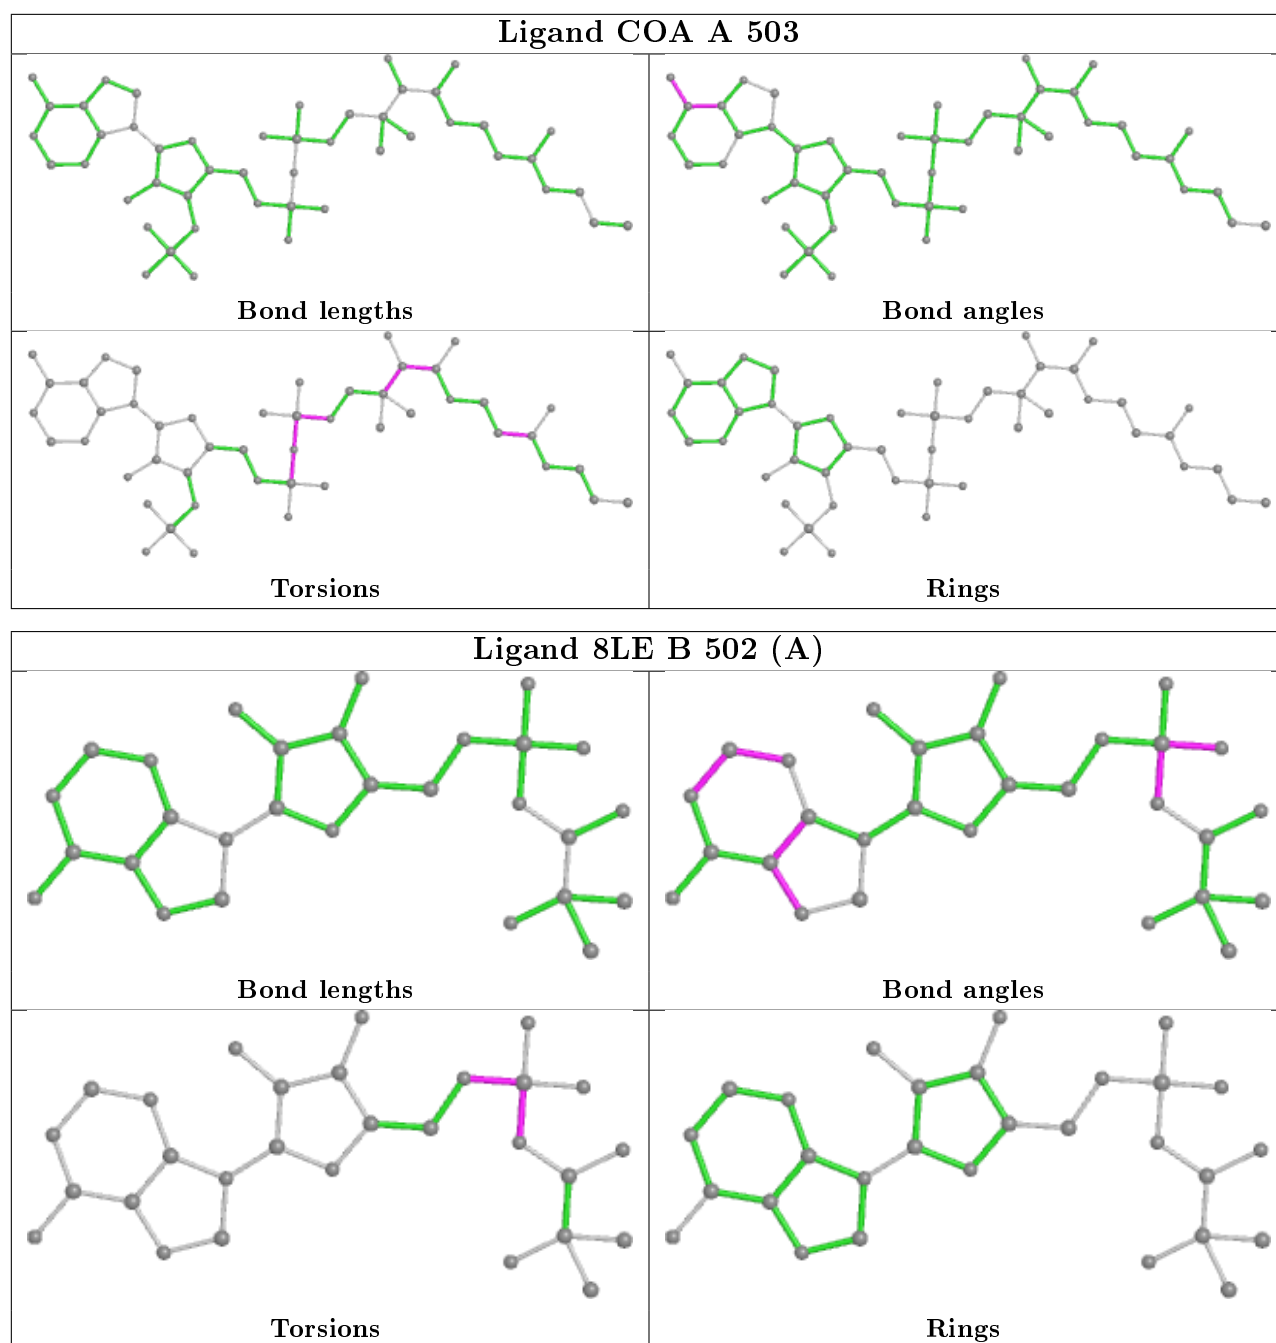 Ligand COA A 503
Bond lengths
Bond angles
Torsions
Rings
Ligand 8LE B 502 (A)
Bond lengths
Bond angles
Torsions
Rings